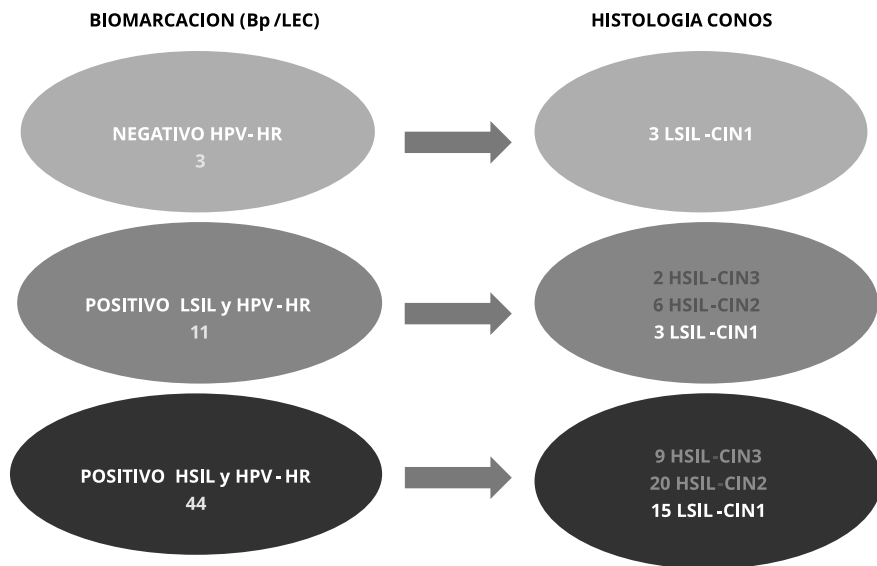 BIOMARCACION (Bp /LEC)
HISTOLOGIA CONOS
NEGATIVO HPV-HR
3
3 LSIL -CIN1
POSITIVO LSIL y HPV-HR
11
2 HSIL-CIN3
6 HSIL-CIN2
3 LSIL-CIN1
POSITIVO HSIL y HPV-HR
44
9 HSIL-CIN3
20 HSIL-CIN2
15 LSIL-CIN1